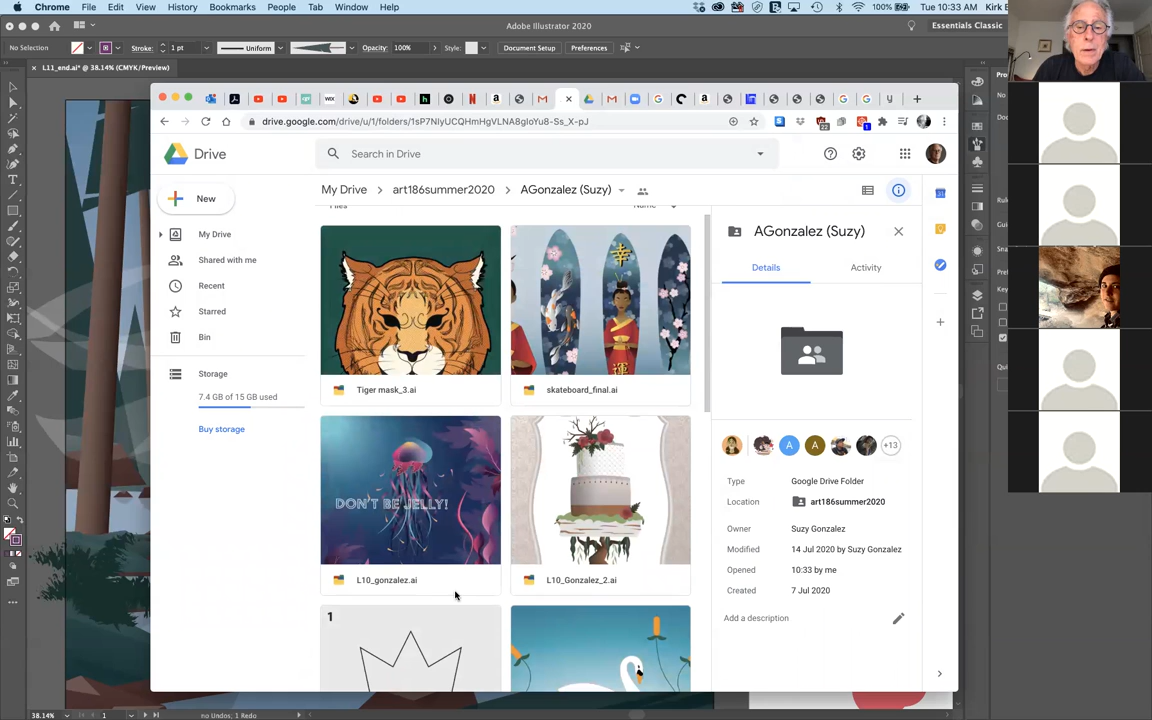 Chrome File Edit View History Bookmarks People Tab Window Help 100% Tue 10:33 AM Kirk
Adobe Illustrator 2020 Essentials Classic
No Selection Stroke: 1 pt Uniform Opacity: 100% Style: Document Setup Preferences
L11_end.ai* @ 38.14% (CMYK/Preview)
drive.google.com/drive/u/1/folders/1sP7NIyUCQHmHgVLNA8gIoYu8-Ss_X-pJ
Drive
Search in Drive
New
My Drive
Shared with me
Recent
Starred
Bin
Storage
7.4 GB of 15 GB used
Buy storage
My Drive art186summer2020 AGonzalez (Suzy)
Files Name
Tiger mask_3.ai
幸
運
skateboard_final.ai
DON'T BE JELLY!
L10_gonzalez.ai
L10_Gonzalez_2.ai
1
AGonzalez (Suzy)
Details Activity
A A +13
Type Google Drive Folder
Location art186summer2020
Owner Suzy Gonzalez
Modified 14 Jul 2020 by Suzy Gonzalez
Opened 10:33 by me
Created 7 Jul 2020
Add a description
38.14% 1 no Undos: 1 Redo